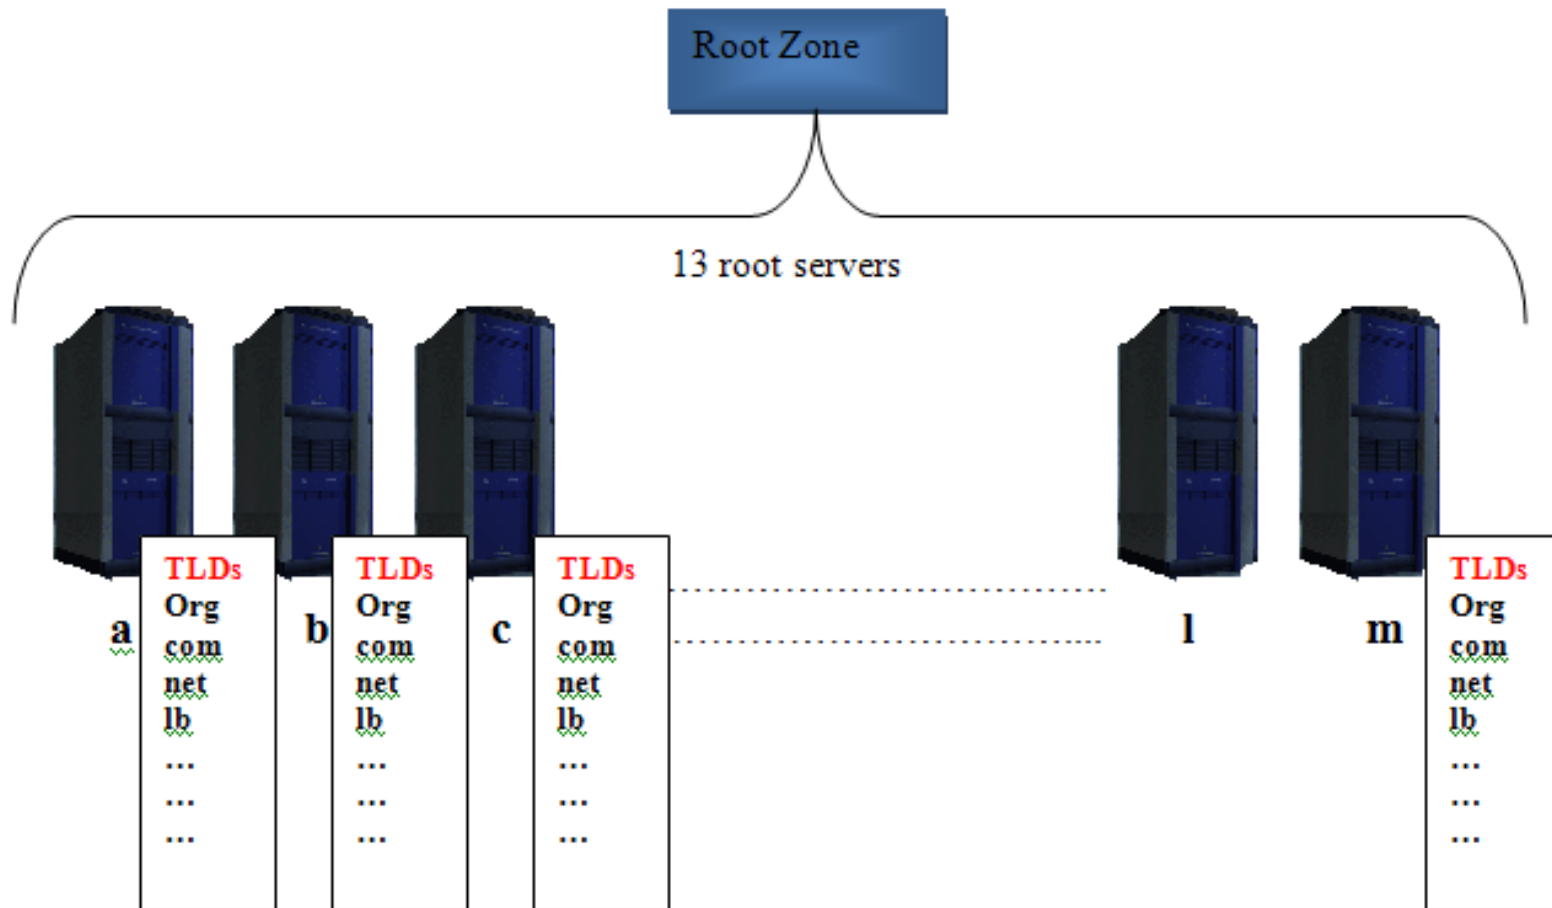 Root Zone
13 root servers
a
TLDs
Org
com
net
lb
...
...
...
b
TLDs
Org
com
net
lb
...
...
...
c
TLDs
Org
com
net
lb
...
...
...
l
m
TLDs
Org
com
net
lb
...
...
...